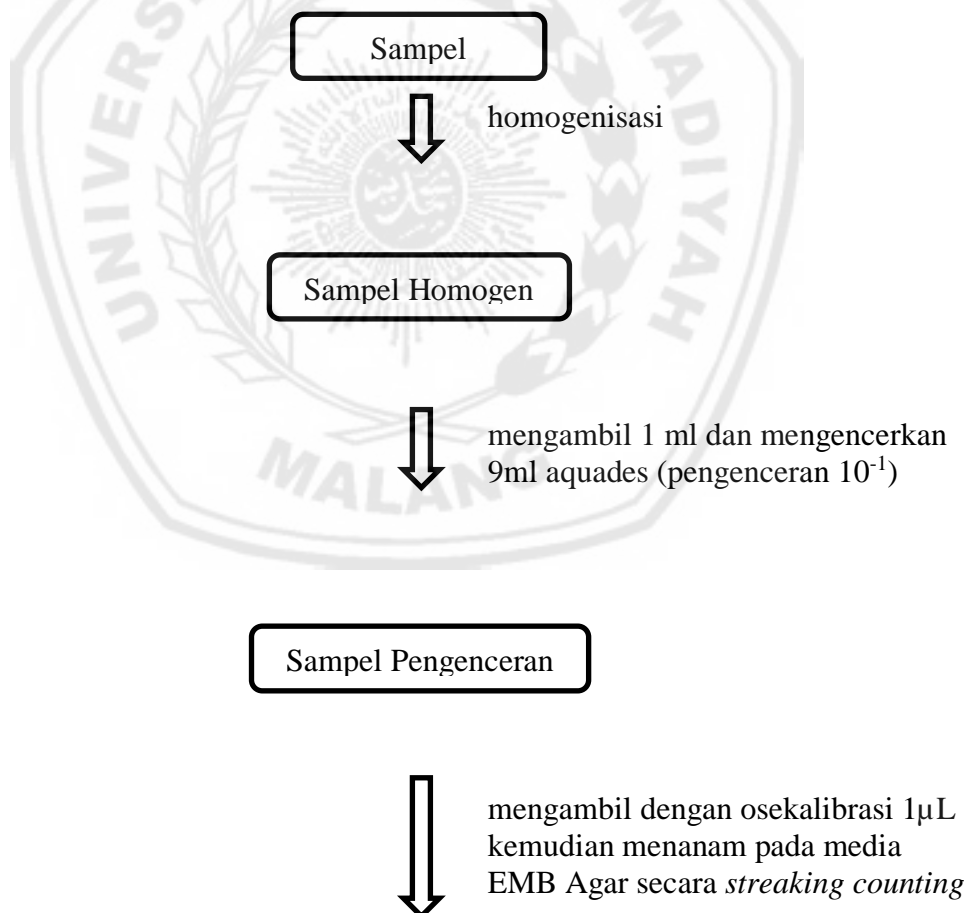 Sampel
homogenisasi
Sampel Homogen
mengambil 1 ml dan mengencerkan
9ml aquades (pengenceran 10⁻¹)
MALANG
Sampel Pengenceran
mengambil dengan osekalibrasi 1µL
kemudian menanam pada media
EMB Agar secara streaking counting